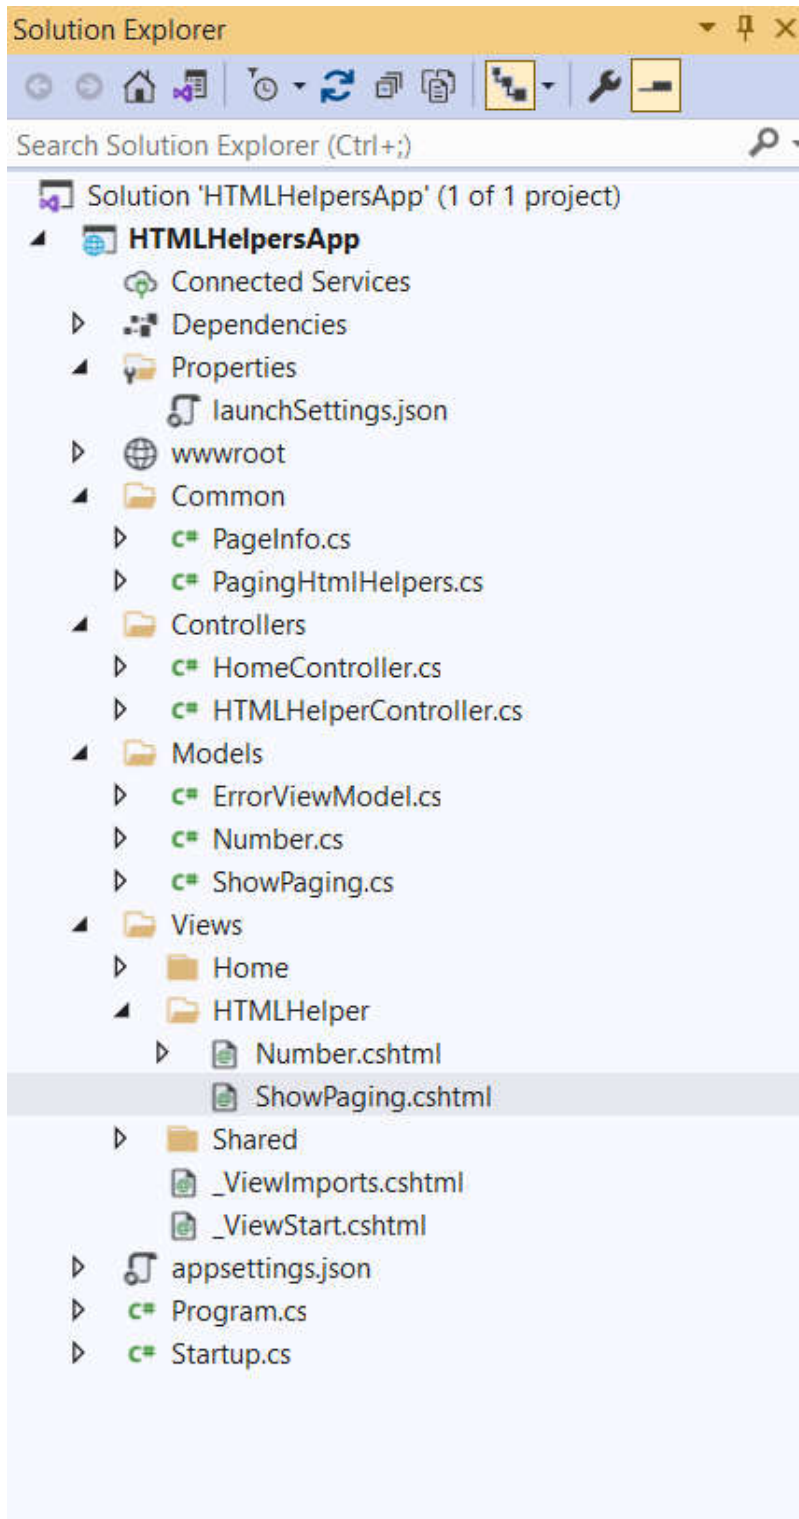 Solution Explorer
Search Solution Explorer (Ctrl+;)
Solution 'HTMLHelpersApp' (1 of 1 project)
HTMLHelpersApp
Connected Services
Dependencies
Properties
launchSettings.json
wwwroot
Common
C# PageInfo.cs
C# PagingHtmlHelpers.cs
Controllers
C# HomeController.cs
C# HTMLHelperController.cs
Models
C# ErrorViewModel.cs
C# Number.cs
C# ShowPaging.cs
Views
Home
HTMLHelper
Number.cshtml
ShowPaging.cshtml
Shared
_ViewImports.cshtml
_ViewStart.cshtml
appsettings.json
C# Program.cs
C# Startup.cs